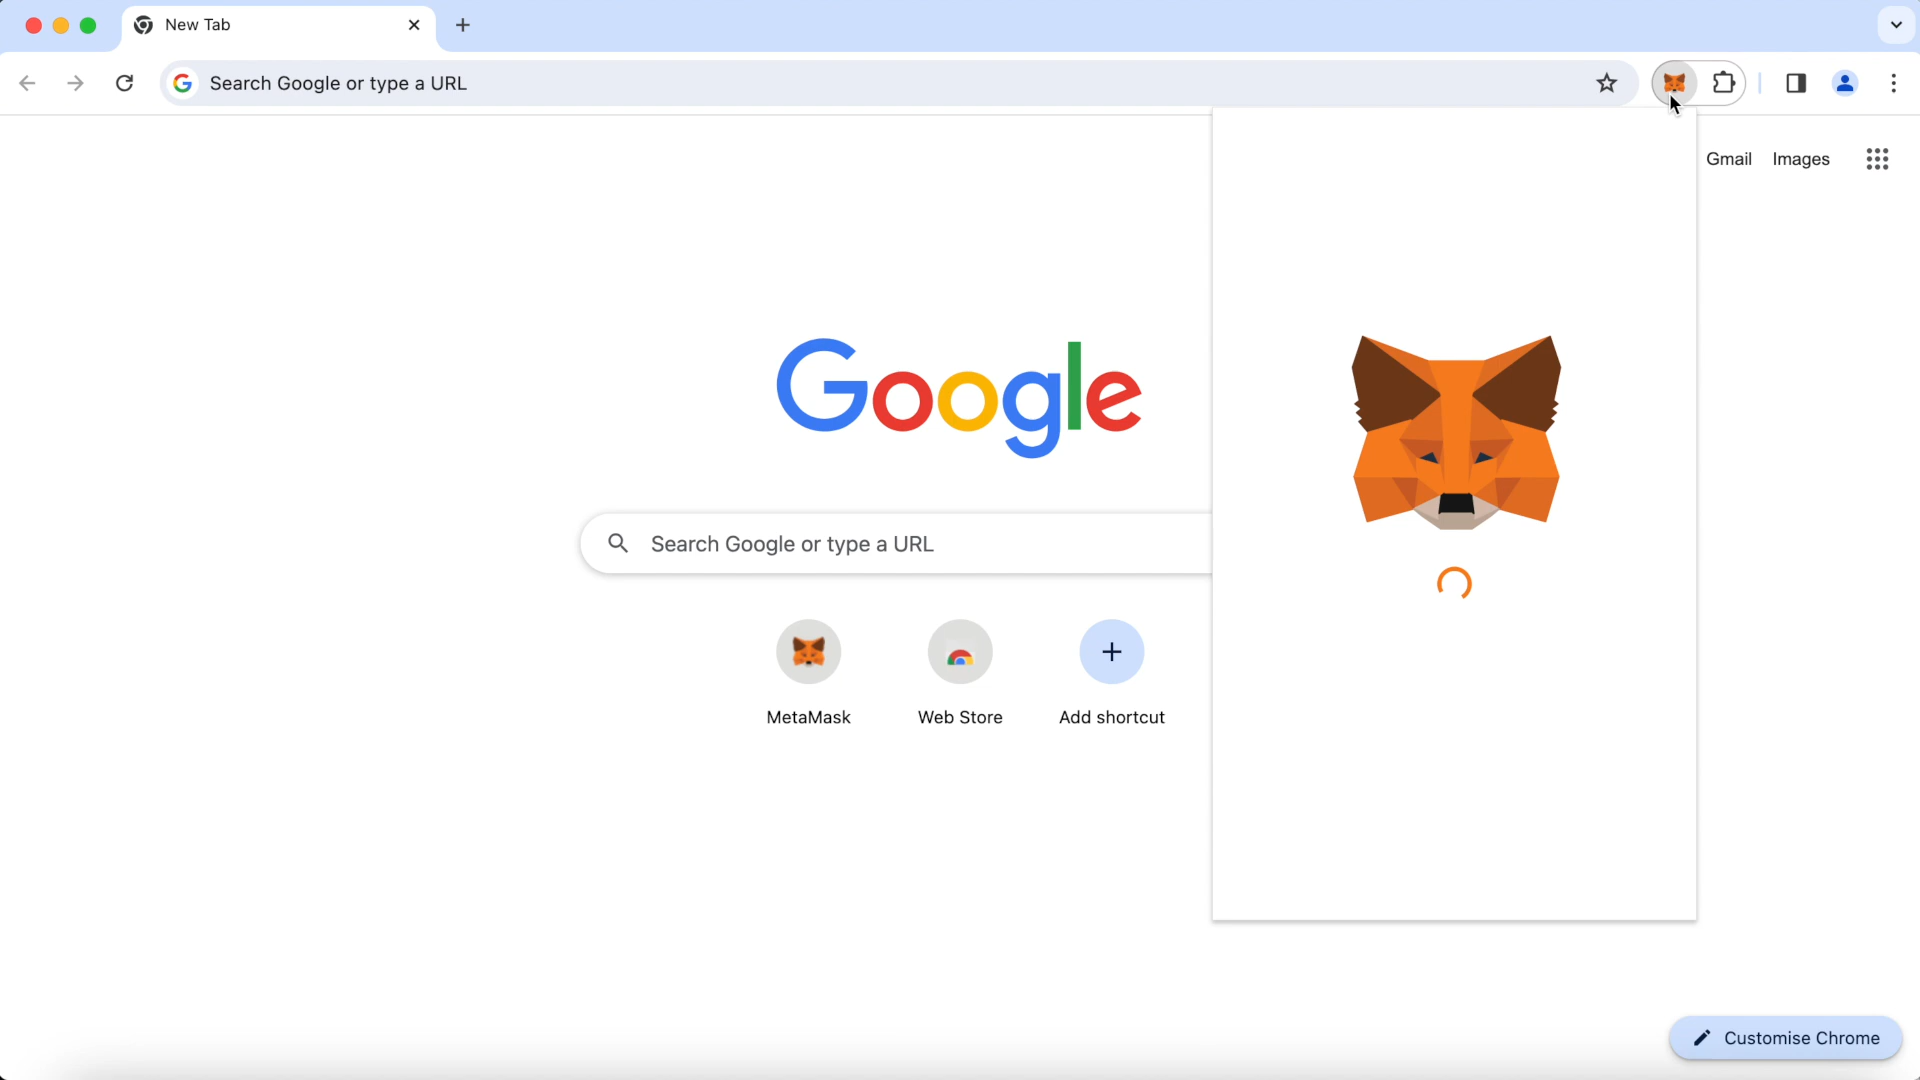 New Tab
Search Google or type a URL
Gmail Images
Google
Search Google or type a URL
MetaMask Web Store Add shortcut
Customise Chrome